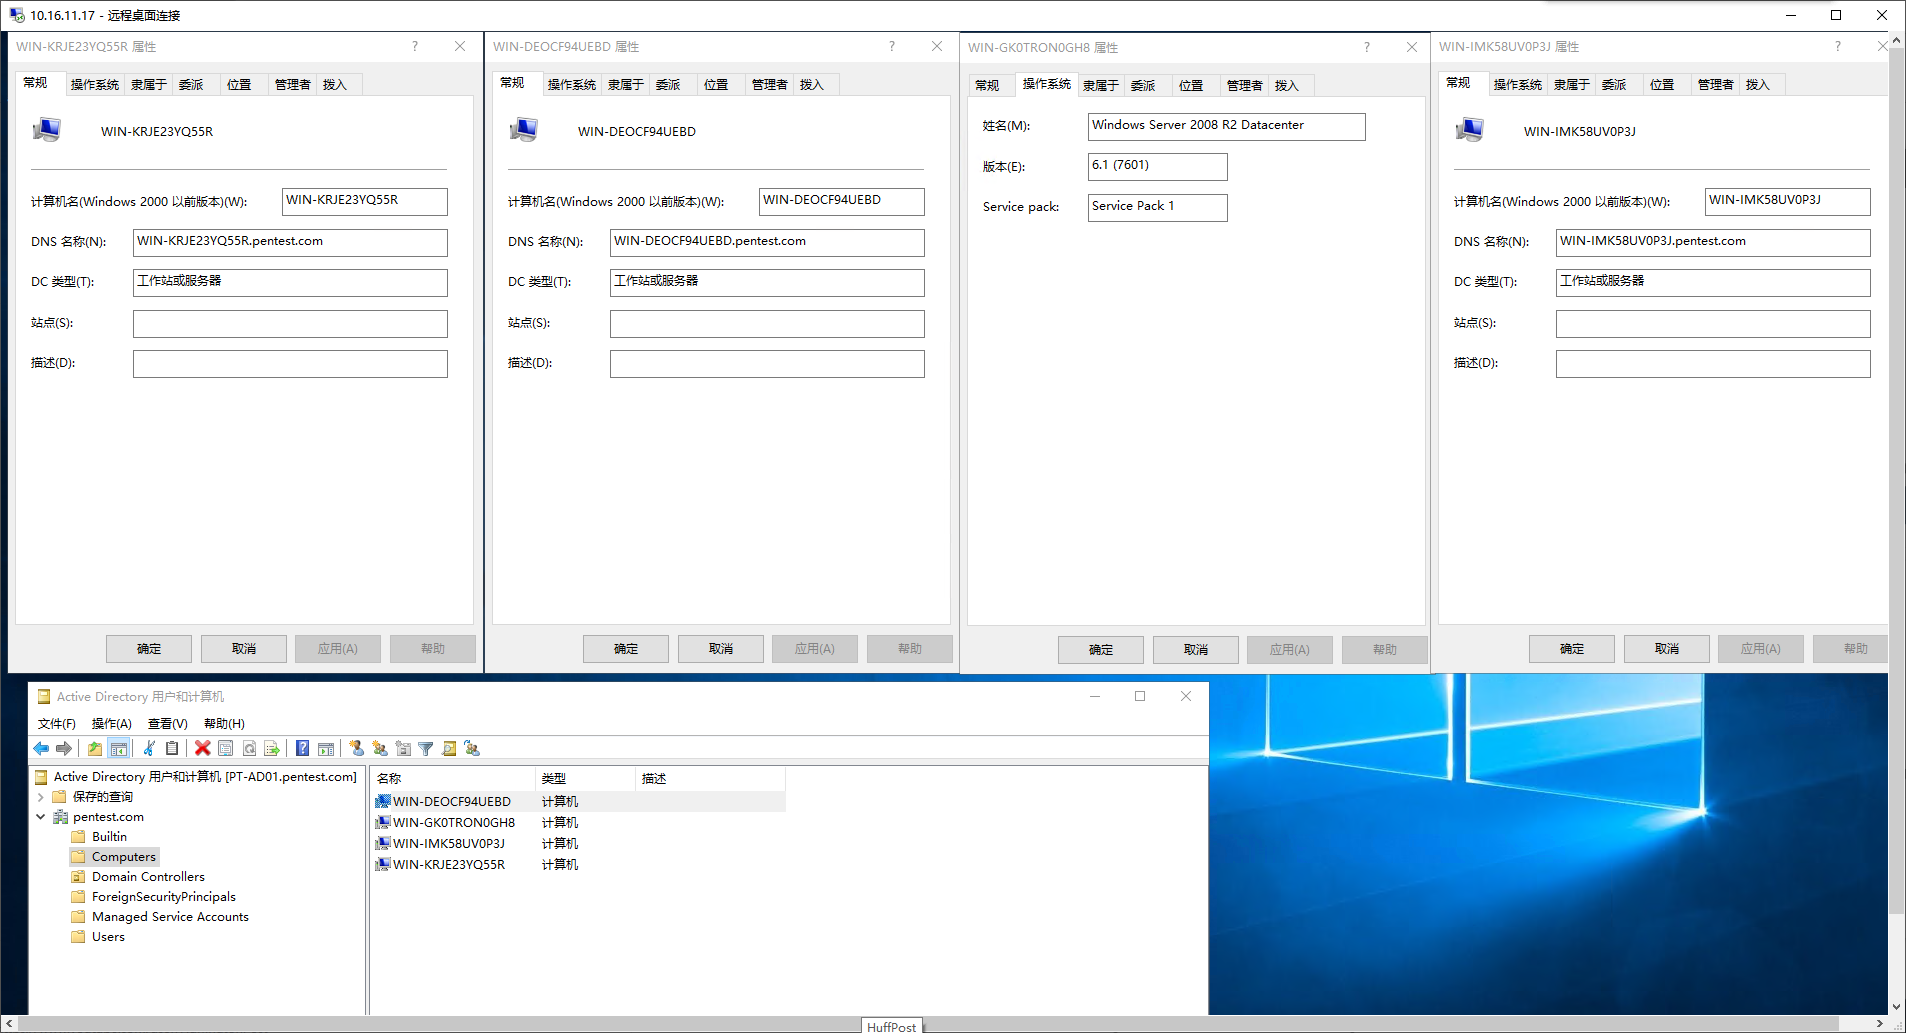 10.16.11.17 - 远程桌面连接
WIN-KRJE23YQ55R 属性
常规 操作系统 隶属于 委派 位置 管理者 拨入
WIN-KRJE23YQ55R
计算机名(Windows 2000 以前版本)(W): WIN-KRJE23YQ55R
DNS 名称(N): WIN-KRJE23YQ55R.pentest.com
DC 类型(T): 工作站或服务器
站点(S):
描述(D):
确定 取消 应用(A) 帮助
WIN-DEOCF94UEBD 属性
常规 操作系统 隶属于 委派 位置 管理者 拨入
WIN-DEOCF94UEBD
计算机名(Windows 2000 以前版本)(W): WIN-DEOCF94UEBD
DNS 名称(N): WIN-DEOCF94UEBD.pentest.com
DC 类型(T): 工作站或服务器
站点(S):
描述(D):
确定 取消 应用(A) 帮助
WIN-GK0TRON0GH8 属性
常规 操作系统 隶属于 委派 位置 管理者 拨入
姓名(M): Windows Server 2008 R2 Datacenter
版本(E): 6.1 (7601)
Service pack: Service Pack 1
确定 取消 应用(A) 帮助
WIN-IMK58UV0P3J 属性
常规 操作系统 隶属于 委派 位置 管理者 拨入
WIN-IMK58UV0P3J
计算机名(Windows 2000 以前版本)(W): WIN-IMK58UV0P3J
DNS 名称(N): WIN-IMK58UV0P3J.pentest.com
DC 类型(T): 工作站或服务器
站点(S):
描述(D):
确定 取消 应用(A) 帮助
Active Directory 用户和计算机
文件(F) 操作(A) 查看(V) 帮助(H)
Active Directory 用户和计算机 [PT-AD01.pentest.com]
保存的查询
pentest.com
Builtin
Computers
Domain Controllers
ForeignSecurityPrincipals
Managed Service Accounts
Users
名称 类型 描述
WIN-DEOCF94UEBD 计算机
WIN-GK0TRON0GH8 计算机
WIN-IMK58UV0P3J 计算机
WIN-KRJE23YQ55R 计算机
HuffPost